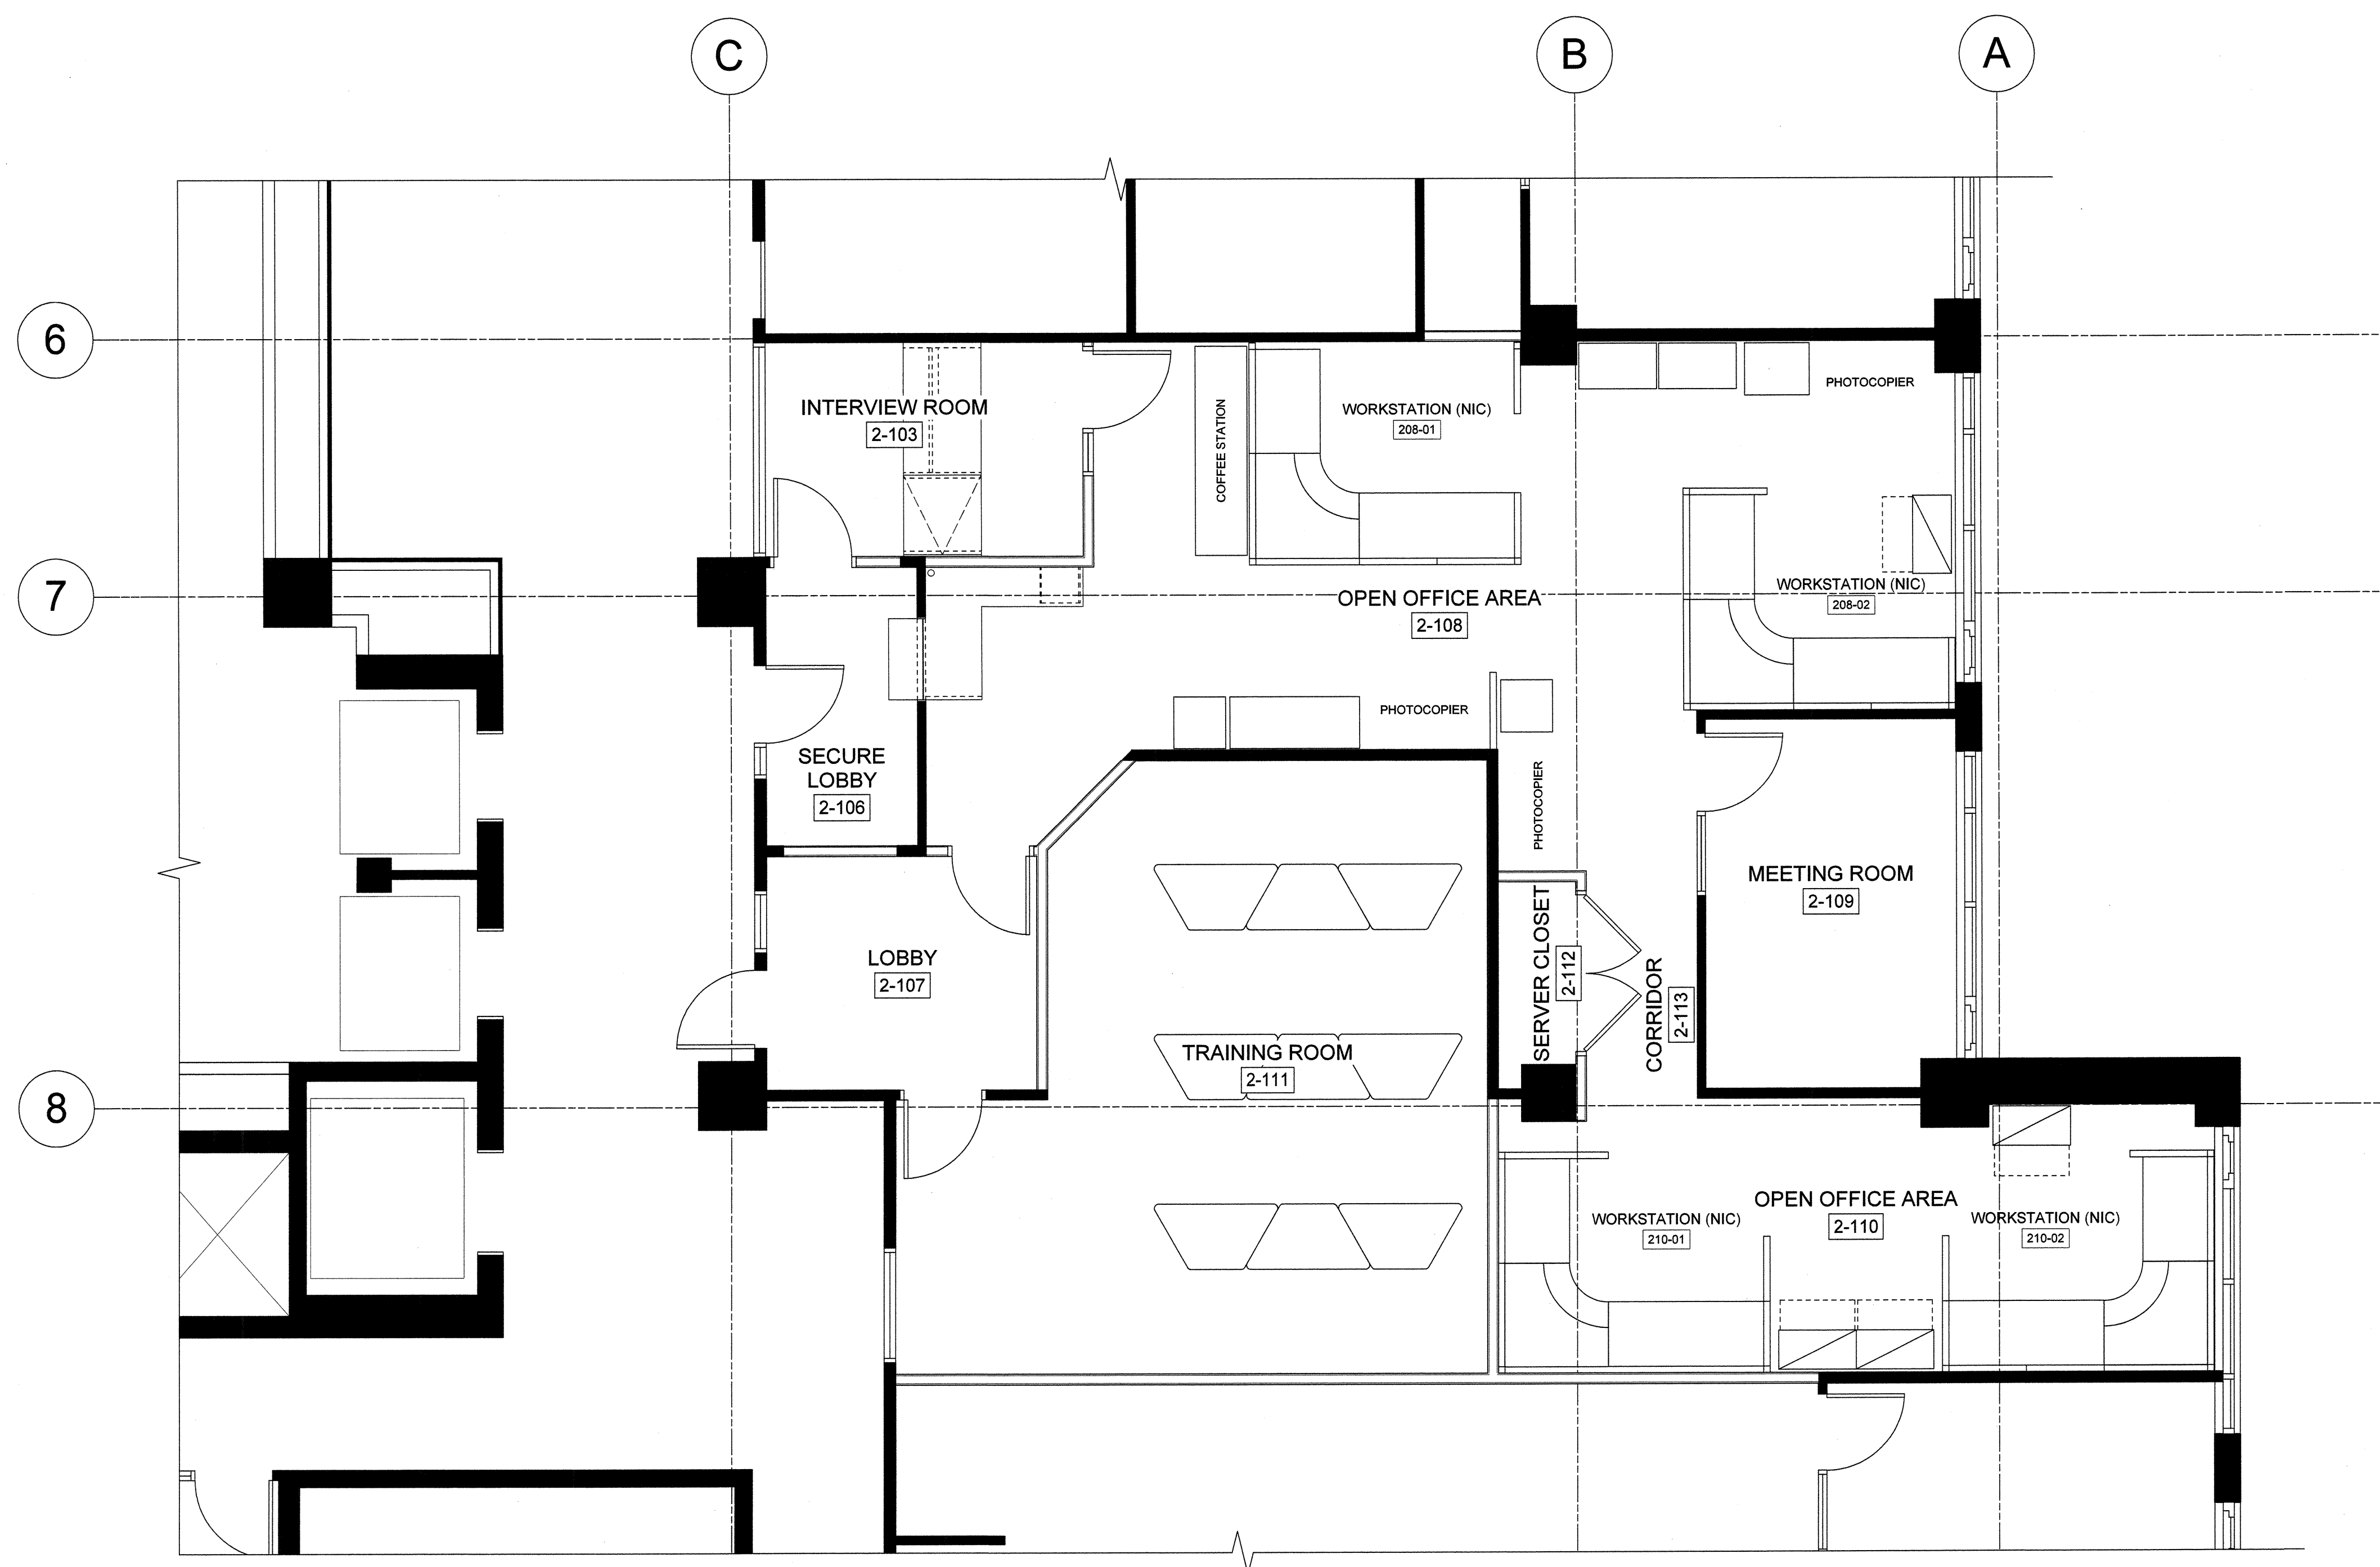 C
B
A
6
PHOTOCOPIER
INTERVIEW ROOM
2-103
COFFEE STATION
WORKSTATION (NIC)
208-01
7
WORKSTATION (NIC)
208-02
OPEN OFFICE AREA
2-108
PHOTOCOPIER
SECURE
LOBBY
2-106
PHOTOCOPIER
MEETING ROOM
2-109
LOBBY
2-107
SERVER CLOSET
2-112
CORRIDOR
2-113
TRAINING ROOM
2-111
8
OPEN OFFICE AREA
2-110
WORKSTATION (NIC)
210-01
WORKSTATION (NIC)
210-02